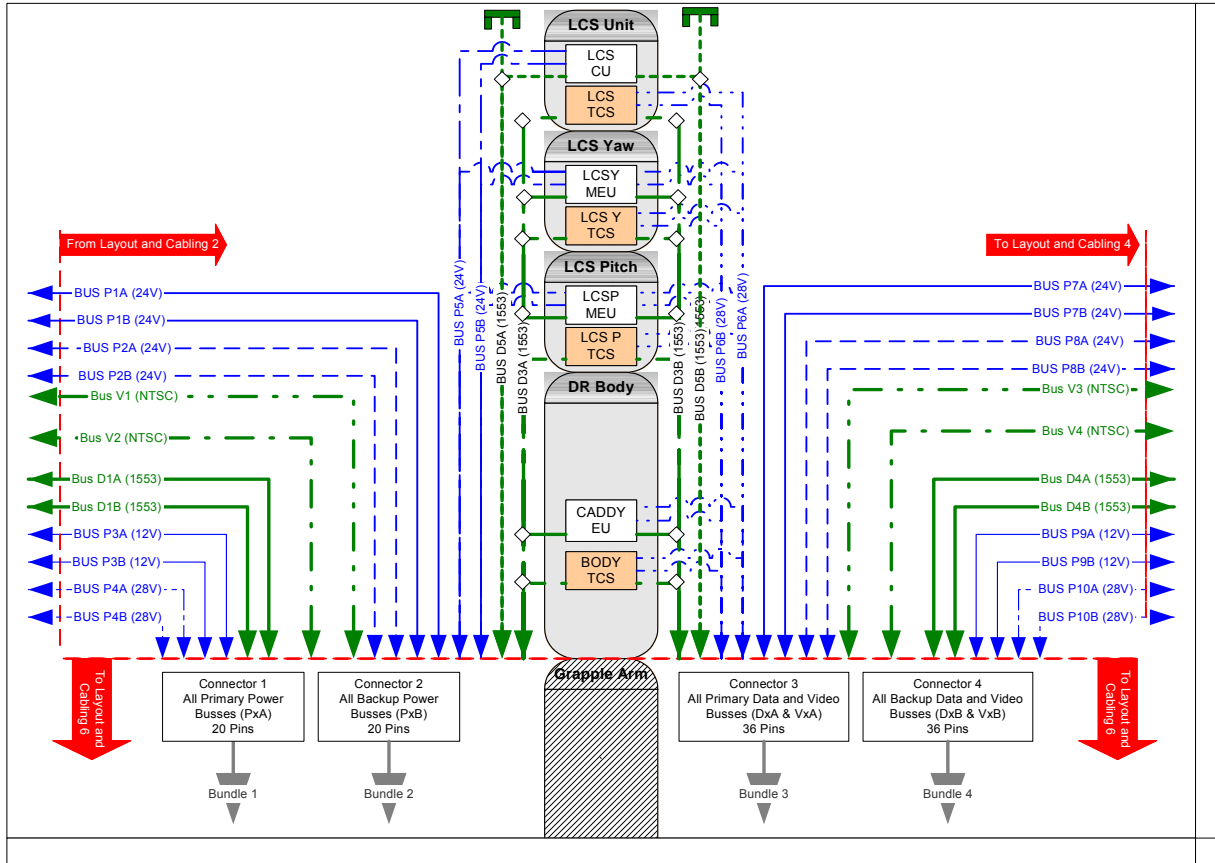 LCS Unit
LCS
CU
LCS
TCS
LCS Yaw
LCSY
MEU
LCS Y
TCS
LCS Pitch
LCSP
MEU
LCS P
TCS
DR Body
CADDY
EU
BODY
TCS
Grapple Arm
From Layout and Cabling 2
BUS P1A (24V)
BUS P1B (24V)
BUS P2A (24V)
BUS P2B (24V)
Bus V1 (NTSC)
Bus V2 (NTSC)
Bus D1A (1553)
Bus D1B (1553)
BUS P3A (12V)
BUS P3B (12V)
BUS P4A (28V)
BUS P4B (28V)
BUS P5A (24V)
BUS P5B (24V)
BUS D5A (1553)
BUS D3A (1553)
BUS D3B (1553)
BUS D5B (1553)
BUS P6B (28V)
BUS P6A (28V)
To Layout and Cabling 4
BUS P7A (24V)
BUS P7B (24V)
BUS P8A (24V)
BUS P8B (24V)
Bus V3 (NTSC)
Bus V4 (NTSC)
Bus D4A (1553)
Bus D4B (1553)
BUS P9A (12V)
BUS P9B (12V)
BUS P10A (28V)
BUS P10B (28V)
To Layout and
Cabling 6
Connector 1
All Primary Power
Busses (PxA)
20 Pins
Bundle 1
Connector 2
All Backup Power
Busses (PxB)
20 Pins
Bundle 2
Connector 3
All Primary Data and Video
Busses (DxA & VxA)
36 Pins
Bundle 3
Connector 4
All Backup Data and Video
Busses (DxB & VxB)
36 Pins
Bundle 4
To Layout and
Cabling 6